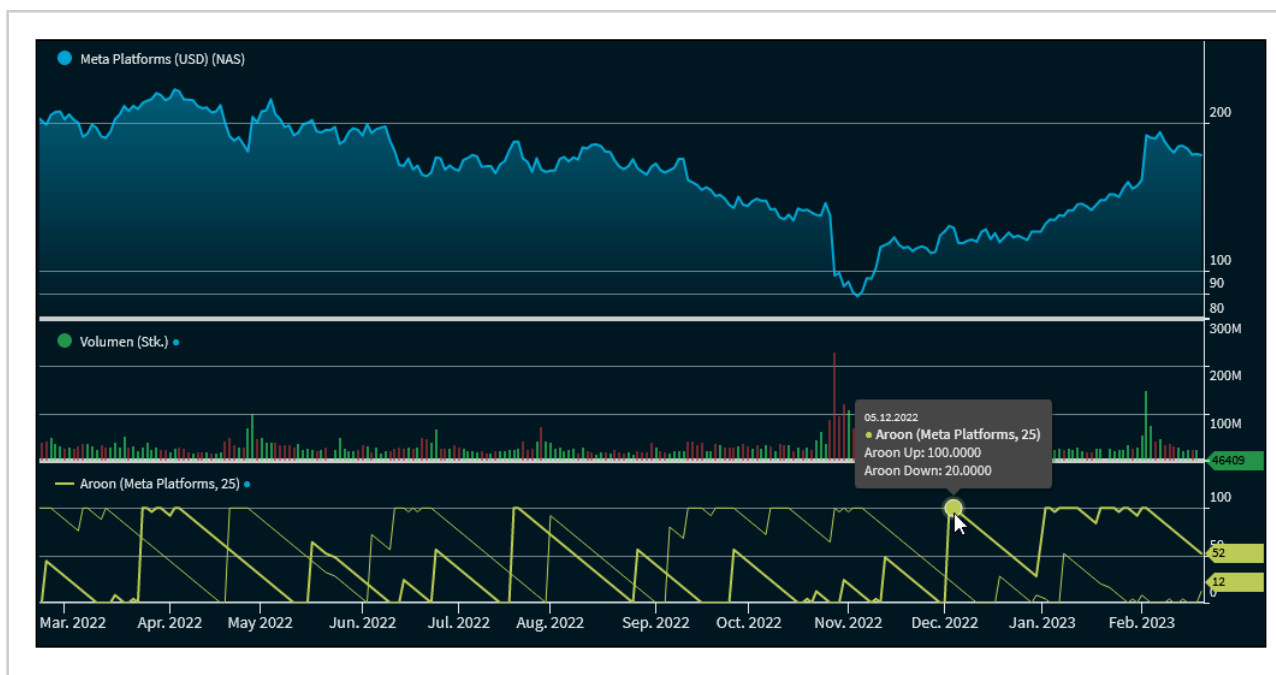 Meta Platforms (USD) (NAS)
200
100
90
80
Volumen (Stk.)
300M
200M
100M
46409
05.12.2022
Aroon (Meta Platforms, 25)
Aroon Up: 100.0000
Aroon Down: 20.0000
Aroon (Meta Platforms, 25)
100
50
52
12
0
Mar. 2022 Apr. 2022 May 2022 Jun. 2022 Jul. 2022 Aug. 2022 Sep. 2022 Oct. 2022 Nov. 2022 Dec. 2022 Jan. 2023 Feb. 2023